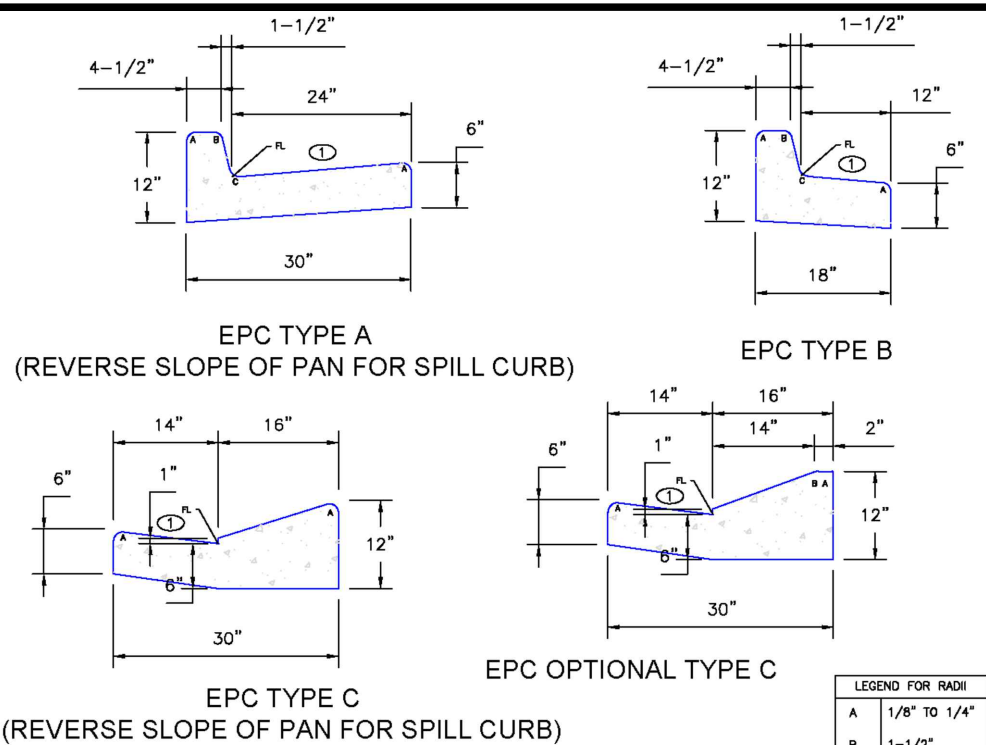 1-1/2"
4-1/2"
24"
6"
A
B
FL
1
C
A
12"
30"
EPC TYPE A
(REVERSE SLOPE OF PAN FOR SPILL CURB)
1-1/2"
4-1/2"
12"
6"
A
B
FL
1
C
A
12"
18"
EPC TYPE B
14"
16"
6"
1"
FL
1
A
A
12"
6"
30"
EPC TYPE C
(REVERSE SLOPE OF PAN FOR SPILL CURB)
14"
16"
14"
2"
6"
1"
FL
1
B A
A
12"
6"
30"
EPC OPTIONAL TYPE C
LEGEND FOR RADII
A 1/8" TO 1/4"
B 1-1/2"